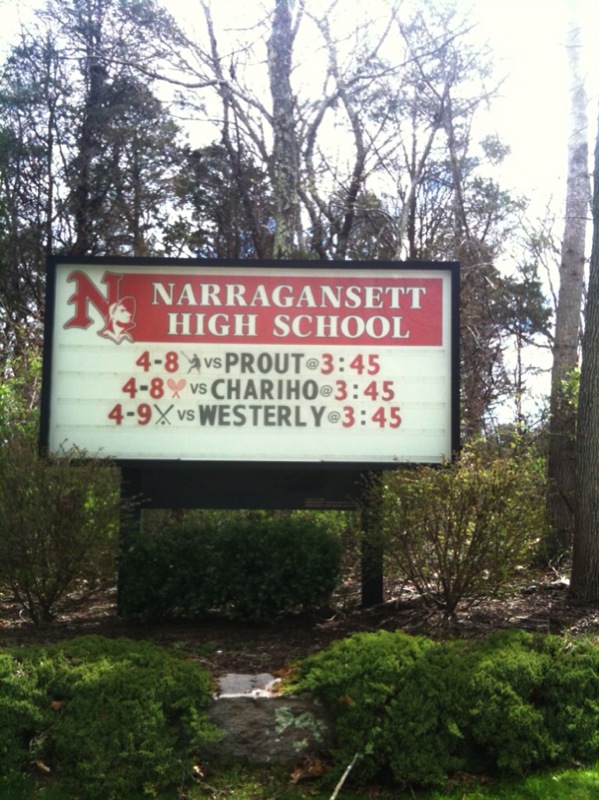 N NARRAGANSETT
HIGH SCHOOL
4-8 VS PROUT @ 3:45
4-8 VS CHARIHO @ 3:45
4-9 VS WESTERLY @ 3:45